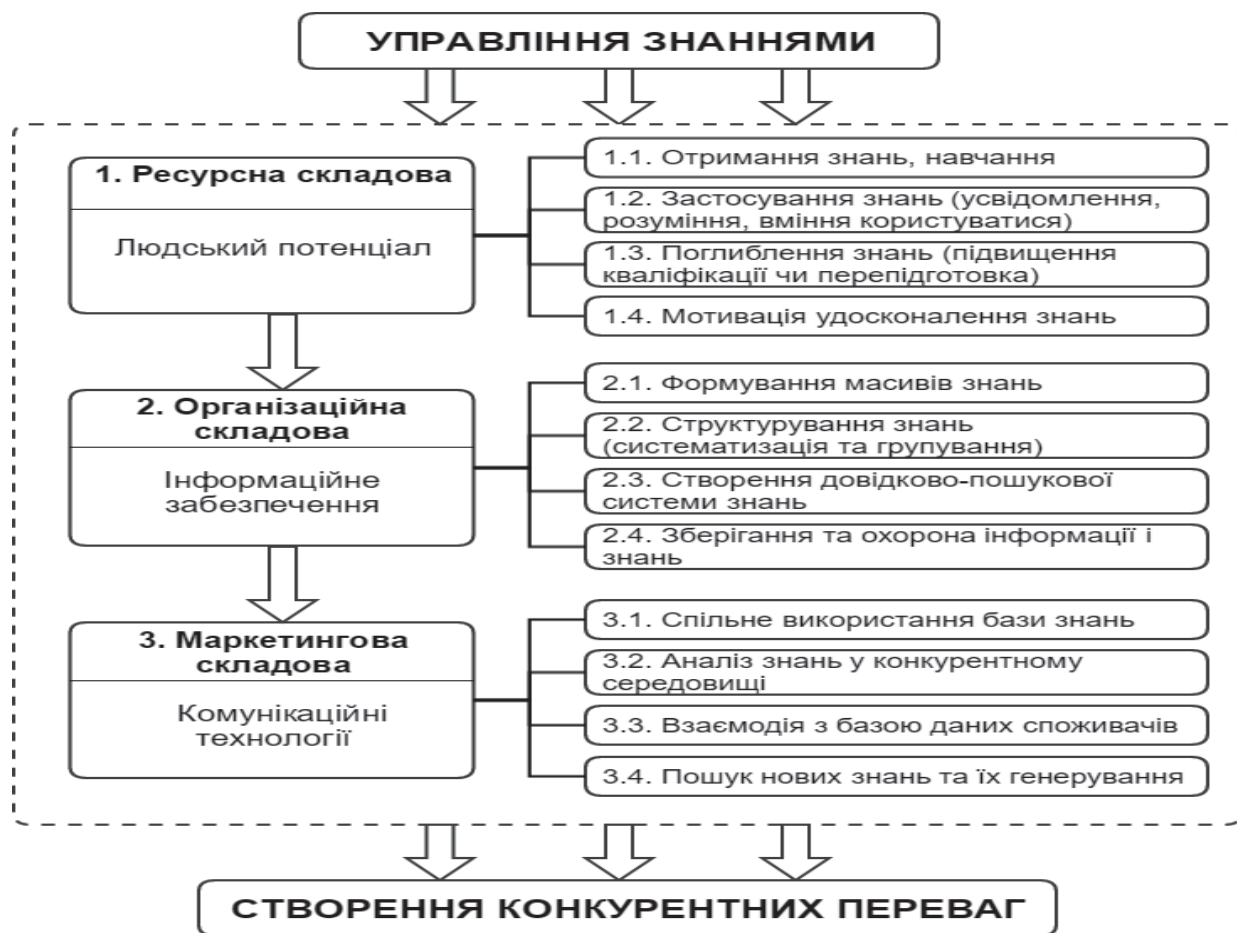 УПРАВЛІННЯ ЗНАННЯМИ
1. Ресурсна складова
Людський потенціал
1.1. Отримання знань, навчання
1.2. Застосування знань (усвідомлення,
розуміння, вміння користуватися)
1.3. Поглиблення знань (підвищення
кваліфікації чи перепідготовка)
1.4. Мотивація удосконалення знань
2. Організаційна
складова
Інформаційне
забезпечення
2.1. Формування масивів знань
2.2. Структурування знань
(систематизація та групування)
2.3. Створення довідково-пошукової
системи знань
2.4. Зберігання та охорона інформації і
знань
3. Маркетингова
складова
Комунікаційні
технології
3.1. Спільне використання бази знань
3.2. Аналіз знань у конкурентному
середовищі
3.3. Взаємодія з базою даних споживачів
3.4. Пошук нових знань та їх генерування
СТВОРЕННЯ КОНКУРЕНТНИХ ПЕРЕВАГ